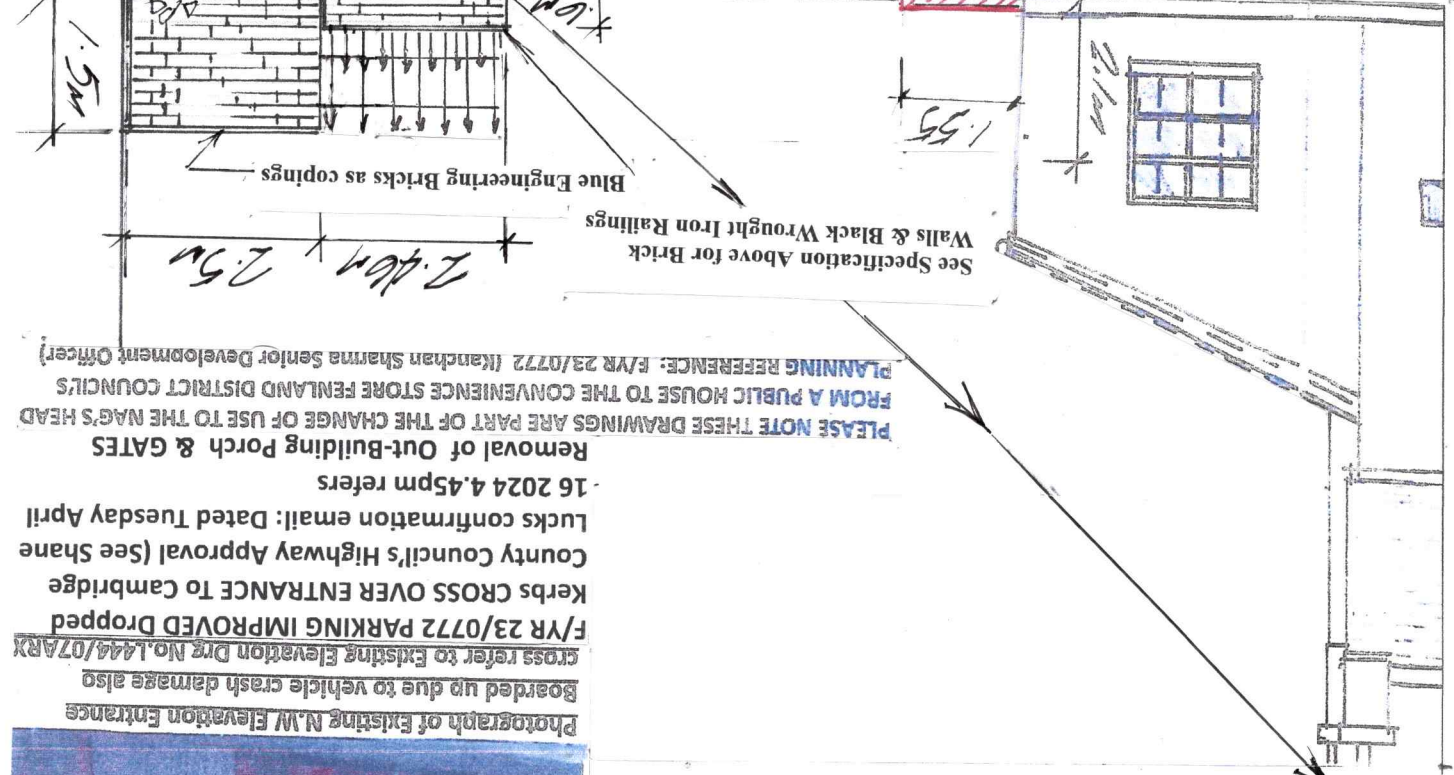 Photograph of Existing N.W Elevation Entrance
Boarded up due to vehicle crash damage also
cross refer to Existing Elevation Drg No.L444/07ARX
F/YR 23/0772 PARKING IMPROVED Dropped
Kerbs CROSS OVER ENTRANCE To Cambridge
County Council's Highway Approval (See Shane
Lucks confirmation email: Dated Tuesday April
16 2024 4.45pm refers
Removal of Out-Building Porch & GATES
PLEASE NOTE THESE DRAWINGS ARE PART OF THE CHANGE OF USE TO THE NAG'S HEAD
FROM A PUBLIC HOUSE TO THE CONVENIENCE STORE FENLAND DISTRICT COUNCIL'S
PLANNING REFERENCE: F/YR 23/0772 (Kanchan Sharma Senior Development Officer)
2.46M
2.5M
See Specification Above for Brick
Walls & Black Wrought Iron Railings
Blue Engineering Bricks as copings
1.55
2.1M
1.5M